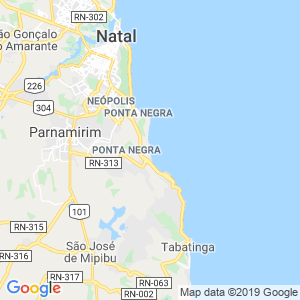 RN-302
São Gonçalo
do Amarante
Natal
226
NEÓPOLIS
304
PONTA NEGRA
Parnamirim
PONTA NEGRA
RN-313
101
RN-315
São José
de Mipibu
Tabatinga
RN-316
RN-317
RN-063
RN-002
Google
Map data ©2019 Google